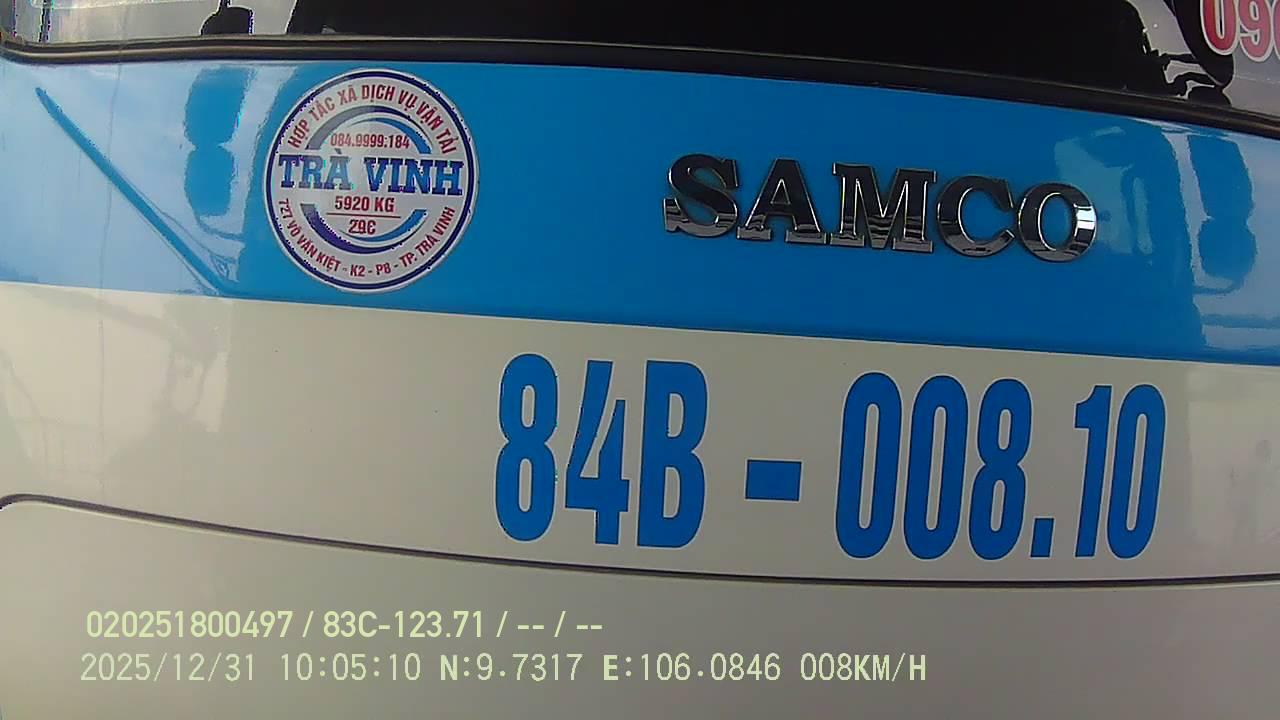 HỢP TÁC XÃ DỊCH VỤ VẬN TẢI
084.9999.184
TRÀ VINH
5920 KG
29C
727 VÕ VĂN KIỆT - K2 - P8 - TP. TRÀ VINH
SAMCO
84B - 008.10
020251800497 / 83C-123.71 / -- / --
2025/12/31 10:05:10 N:9.7317 E:106.0846 008KM/H